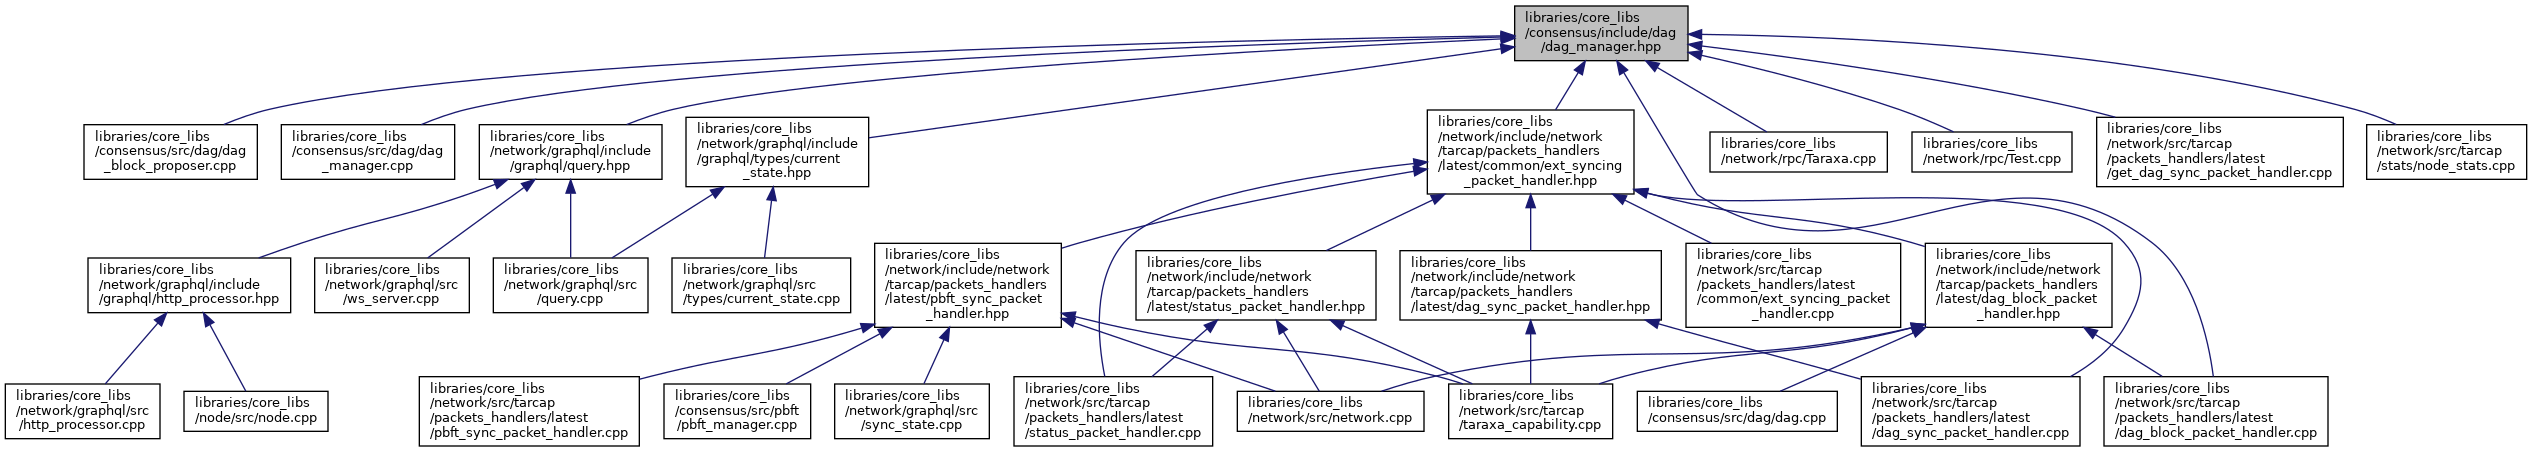 libraries/core_libs
/consensus/include/dag
/dag_manager.hpp
libraries/core_libs
/consensus/src/dag/dag
_block_proposer.cpp
libraries/core_libs
/consensus/src/dag/dag
_manager.cpp
libraries/core_libs
/network/graphql/include
/graphql/query.hpp
libraries/core_libs
/network/graphql/include
/graphql/types/current
_state.hpp
libraries/core_libs
/network/include/network
/tarcap/packets_handlers
/latest/common/ext_syncing
_packet_handler.hpp
libraries/core_libs
/network/rpc/Taraxa.cpp
libraries/core_libs
/network/rpc/Test.cpp
libraries/core_libs
/network/src/tarcap
/packets_handlers/latest
/get_dag_sync_packet_handler.cpp
libraries/core_libs
/network/src/tarcap
/stats/node_stats.cpp
libraries/core_libs
/network/graphql/include
/graphql/http_processor.hpp
libraries/core_libs
/network/graphql/src
/ws_server.cpp
libraries/core_libs
/network/graphql/src
/query.cpp
libraries/core_libs
/network/graphql/src
/types/current_state.cpp
libraries/core_libs
/network/include/network
/tarcap/packets_handlers
/latest/pbft_sync_packet
_handler.hpp
libraries/core_libs
/network/include/network
/tarcap/packets_handlers
/latest/status_packet_handler.hpp
libraries/core_libs
/network/include/network
/tarcap/packets_handlers
/latest/dag_sync_packet_handler.hpp
libraries/core_libs
/network/src/tarcap
/packets_handlers/latest
/common/ext_syncing_packet
_handler.cpp
libraries/core_libs
/network/include/network
/tarcap/packets_handlers
/latest/dag_block_packet
_handler.hpp
libraries/core_libs
/network/graphql/src
/http_processor.cpp
libraries/core_libs
/node/src/node.cpp
libraries/core_libs
/network/src/tarcap
/packets_handlers/latest
/pbft_sync_packet_handler.cpp
libraries/core_libs
/consensus/src/pbft
/pbft_manager.cpp
libraries/core_libs
/network/graphql/src
/sync_state.cpp
libraries/core_libs
/network/src/tarcap
/packets_handlers/latest
/status_packet_handler.cpp
libraries/core_libs
/network/src/network.cpp
libraries/core_libs
/network/src/tarcap
/taraxa_capability.cpp
libraries/core_libs
/consensus/src/dag/dag.cpp
libraries/core_libs
/network/src/tarcap
/packets_handlers/latest
/dag_sync_packet_handler.cpp
libraries/core_libs
/network/src/tarcap
/packets_handlers/latest
/dag_block_packet_handler.cpp